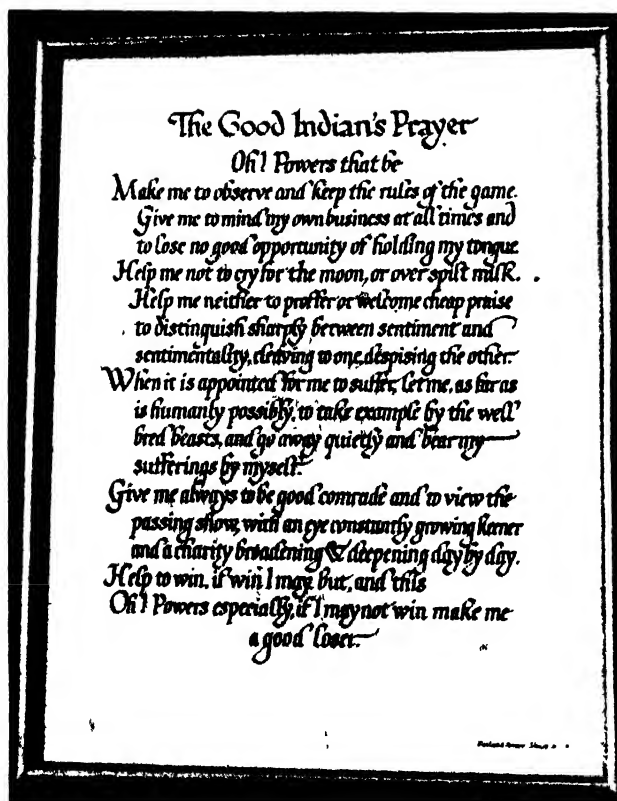 The Good Indian's Prayer
Oh! Powers that be
Make me to observe and keep the rules of the game.
Give me to mind my own business at all times and
to lose no good opportunity of holding my tongue
Help me not to cry for the moon, or over spilt milk.
Help me neither to proffer or welcome cheap praise
to distinguish sharply between sentiment and
sentimentality, cleaving to one, despising the other.
When it is appointed for me to suffer, let me, as far as
is humanly possibly, to take example by the well
bred beasts, and go away quietly and bear my
sufferings by myself.
Give me always to be good comrade and to view the
passing show, with an eye constantly growing keener
and a charity broadening & deepening day by day.
Help to win, if win I may, but, and this
Oh! Powers especially, if I may not win make me
a good loser.